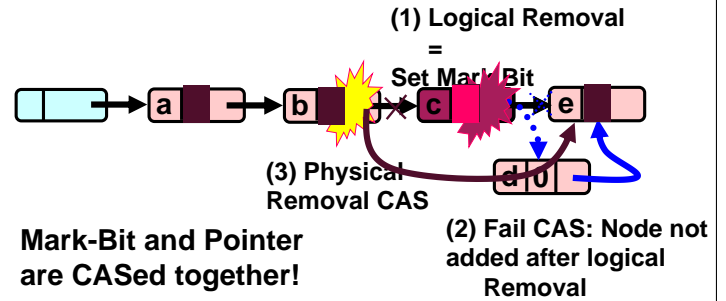 (1) Logical Removal
=
Set Mark Bit
a
b
c
e
d 0
(3) Physical
Removal CAS
(2) Fail CAS: Node not
added after logical
Removal
Mark-Bit and Pointer
are CASed together!